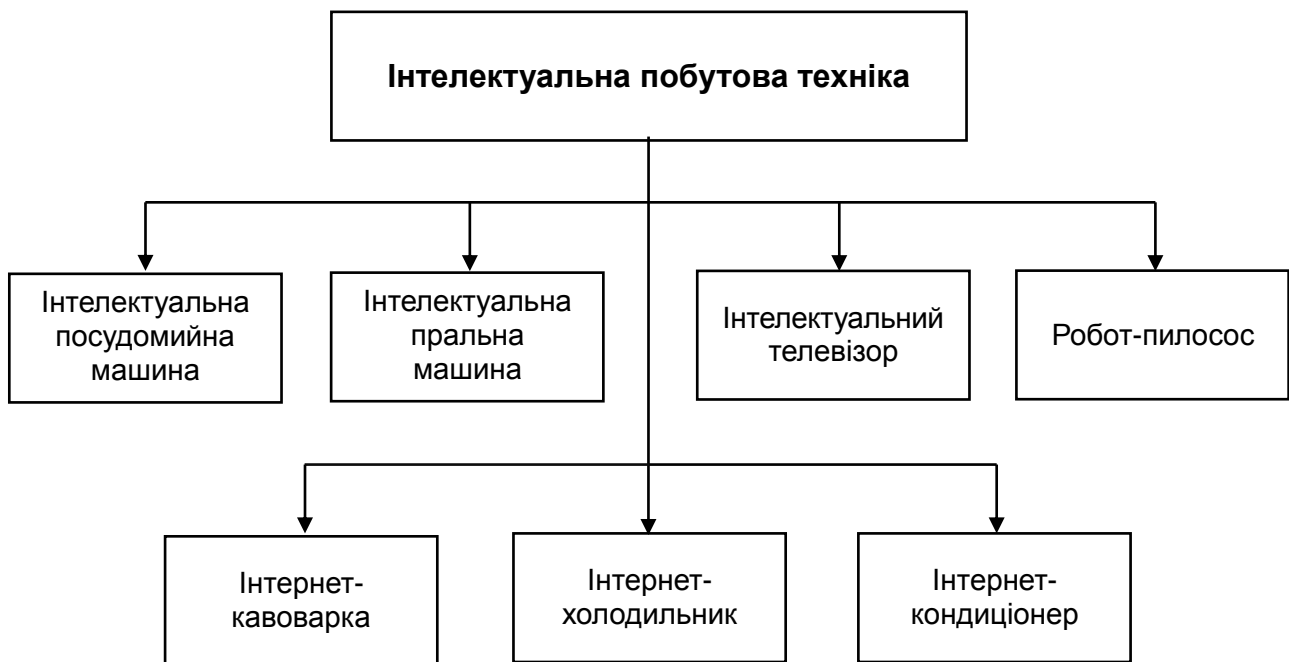 Інтелектуальна побутова техніка
Інтелектуальна
посудомийна
машина
Інтелектуальна
пральна
машина
Інтелектуальний
телевізор
Робот-пилосос
Інтернет-
кавоварка
Інтернет-
холодильник
Інтернет-
кондиціонер